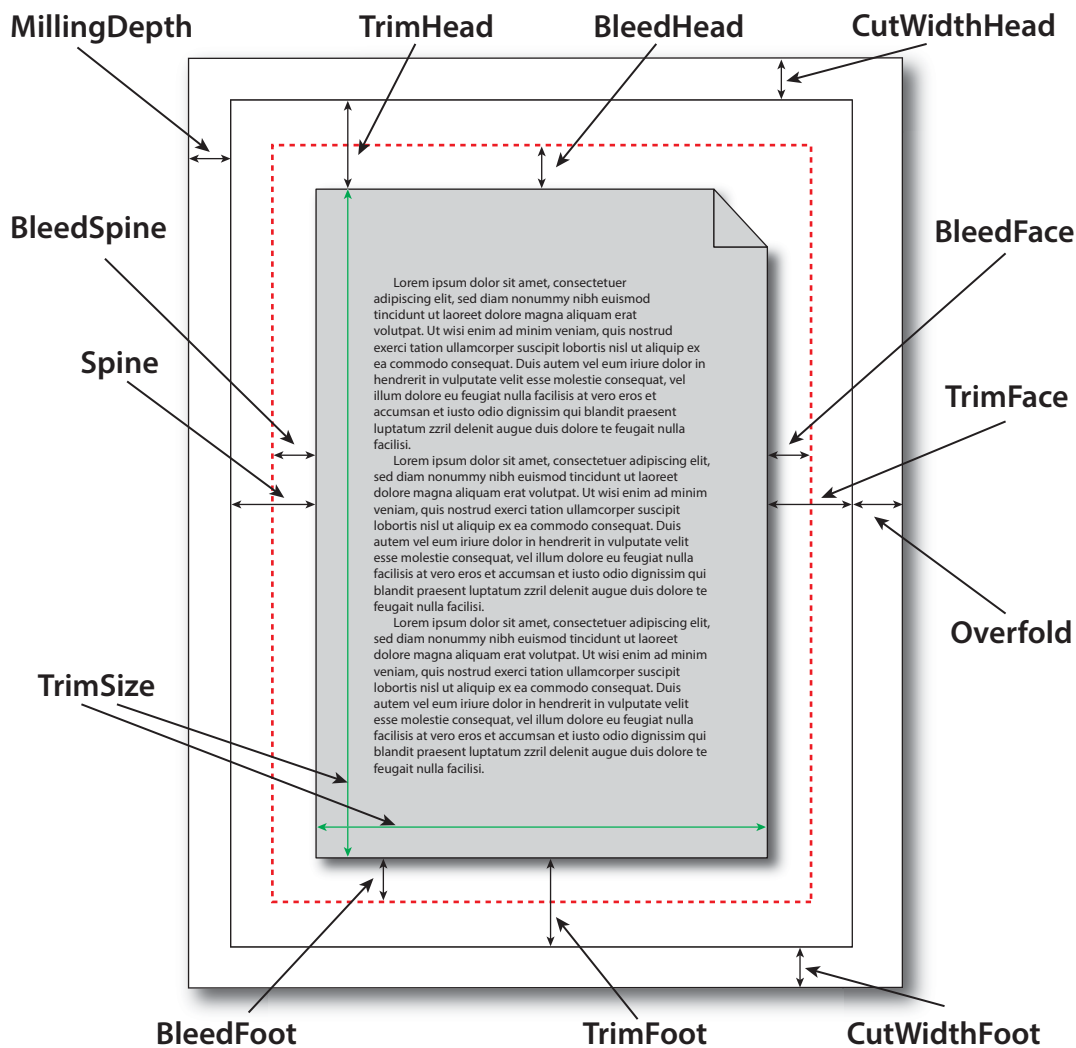 MillingDepth
TrimHead
BleedHead
CutWidthHead
BleedSpine
BleedFace
Spine
TrimFace
Lorem ipsum dolor sit amet, consectetuer
adipiscing elit, sed diam nonummy nibh euismod
tincidunt ut laoreet dolore magna aliquam erat
volutpat. Ut wisi enim ad minim veniam, quis nostrud
exerci tation ullamcorper suscipit lobortis nisl ut aliquip ex
ea commodo consequat. Duis autem vel eum iriure dolor in
hendrerit in vulputate velit esse molestie consequat, vel
illum dolore eu feugiat nulla facilisis at vero eros et
accumsan et iusto odio dignissim qui blandit praesent
luptatum zzril delenit augue duis dolore te feugait nulla
facilisi.
Lorem ipsum dolor sit amet, consectetuer adipiscing elit,
sed diam nonummy nibh euismod tincidunt ut laoreet
dolore magna aliquam erat volutpat. Ut wisi enim ad minim
veniam, quis nostrud exerci tation ullamcorper suscipit
lobortis nisl ut aliquip ex ea commodo consequat. Duis
autem vel eum iriure dolor in hendrerit in vulputate velit
esse molestie consequat, vel illum dolore eu feugiat nulla
facilisis at vero eros et accumsan et iusto odio dignissim qui
blandit praesent luptatum zzril delenit augue duis dolore te
feugait nulla facilisi.
Lorem ipsum dolor sit amet, consectetuer adipiscing elit,
sed diam nonummy nibh euismod tincidunt ut laoreet
dolore magna aliquam erat volutpat. Ut wisi enim ad minim
veniam, quis nostrud exerci tation ullamcorper suscipit
lobortis nisl ut aliquip ex ea commodo consequat. Duis
autem vel eum iriure dolor in hendrerit in vulputate velit
esse molestie consequat, vel illum dolore eu feugiat nulla
facilisis at vero eros et accumsan et iusto odio dignissim qui
blandit praesent luptatum zzril delenit augue duis dolore te
feugait nulla facilisi.
Overfold
TrimSize
BleedFoot
TrimFoot
CutWidthFoot